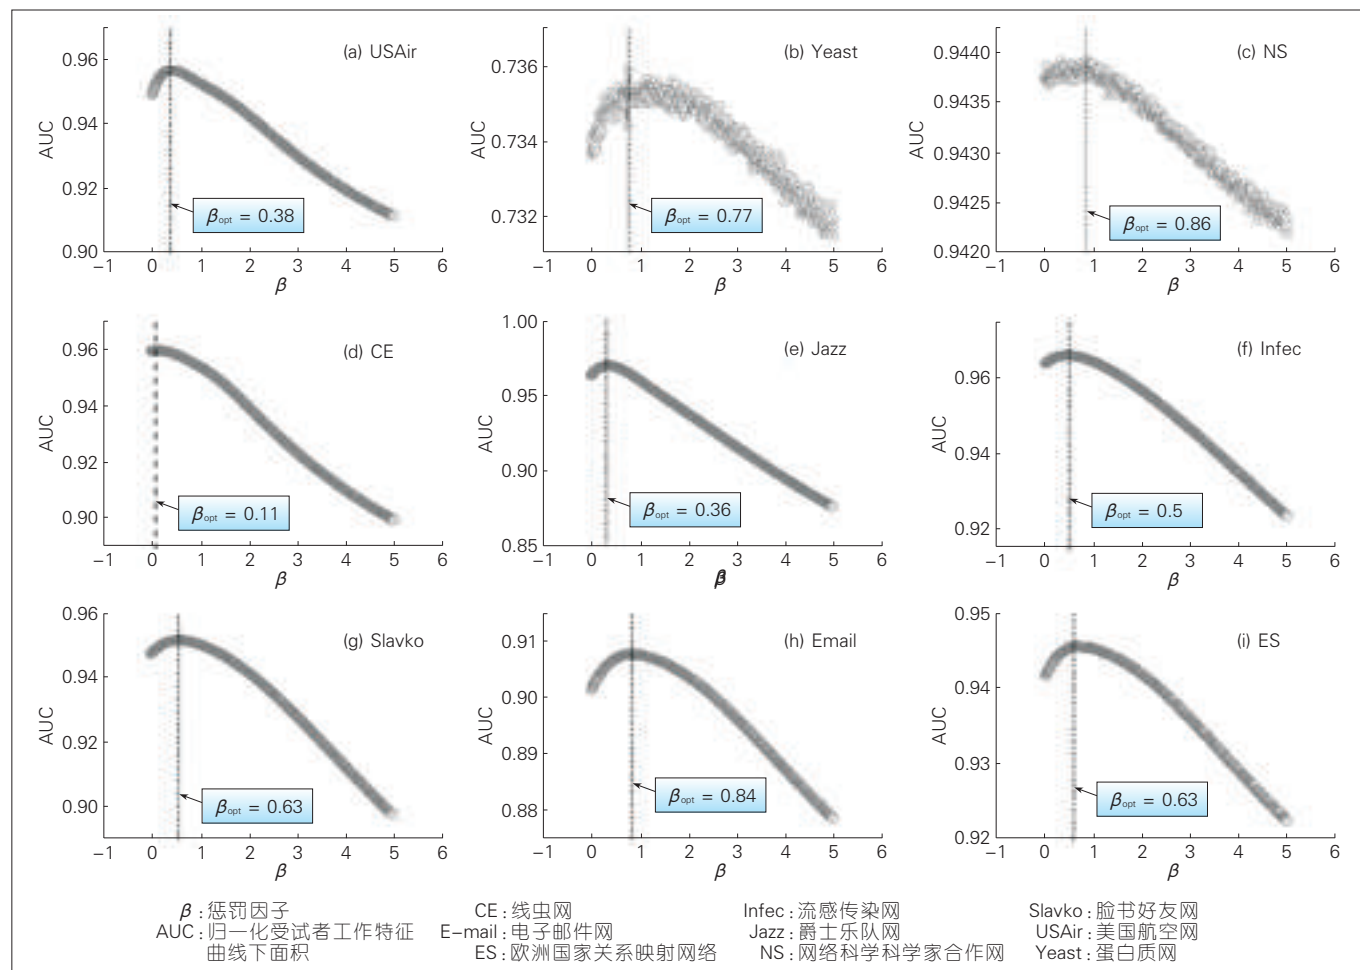 (a) USAir
AUC
0.96
0.94
0.92
0.90
βopt = 0.38
−1 0 1 2 3 4 5 6
β
(b) Yeast
AUC
0.736
0.734
0.732
βopt = 0.77
−1 0 1 2 3 4 5 6
β
(c) NS
AUC
0.9440
0.9435
0.9430
0.9425
0.9420
βopt = 0.86
−1 0 1 2 3 4 5 6
β
(d) CE
AUC
0.96
0.94
0.92
0.90
βopt = 0.11
−1 0 1 2 3 4 5 6
β
(e) Jazz
AUC
1.00
0.95
0.90
0.85
βopt = 0.36
−1 0 1 2 3 4 5 6
β
(f) Infec
AUC
0.96
0.94
0.92
βopt = 0.5
−1 0 1 2 3 4 5 6
β
(g) Slavko
AUC
0.96
0.94
0.92
0.90
βopt = 0.63
−1 0 1 2 3 4 5 6
β
(h) Email
AUC
0.91
0.90
0.89
0.88
βopt = 0.84
−1 0 1 2 3 4 5 6
β
(i) ES
AUC
0.95
0.94
0.93
0.92
βopt = 0.63
−1 0 1 2 3 4 5 6
β
β:惩罚因子 CE:线虫网 Infec:流感传染网 Slavko:脸书好友网
AUC:归一化受试者工作特征 E-mail:电子邮件网 Jazz:爵士乐队网 USAir:美国航空网
曲线下面积 ES:欧洲国家关系映射网络 NS:网络科学科学家合作网 Yeast:蛋白质网